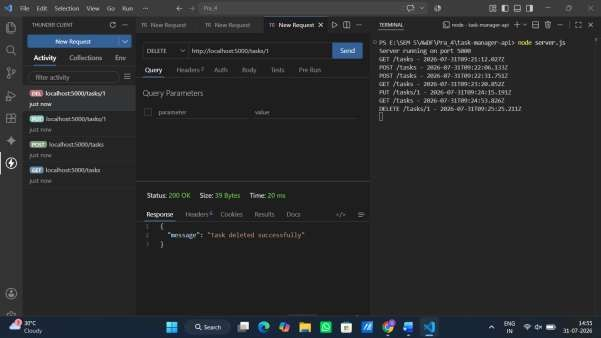 File Edit Selection View Go Run ... Pra_4
THUNDER CLIENT
New Request
Activity Collections Env
filter activity
DEL localhost:5000/tasks/1
just now
PUT localhost:5000/tasks/1
just now
POST localhost:5000/tasks
just now
GET localhost:5000/tasks
just now
New Request New Request New Request
DELETE http://localhost:5000/tasks/1 Send
Query Headers 2 Auth Body Tests Pre Run
Query Parameters
parameter value
Status: 200 OK Size: 39 Bytes Time: 20 ms
Response Headers 6 Cookies Results Docs
1 {
2 "message": "Task deleted successfully"
3 }
TERMINAL node - task-manager-api
PS E:\SEM 5\AWDF\Pra_4\task-manager-api> node server.js
Server running on port 5000
GET /tasks - 2026-07-31T09:21:12.027Z
POST /tasks - 2026-07-31T09:22:06.333Z
POST /tasks - 2026-07-31T09:22:31.751Z
GET /tasks - 2026-07-31T09:23:20.852Z
PUT /tasks/1 - 2026-07-31T09:24:15.191Z
GET /tasks - 2026-07-31T09:24:53.826Z
DELETE /tasks/1 - 2026-07-31T09:25:25.211Z
30°C
Cloudy
Search
ENG
IN
14:55
31-07-2026